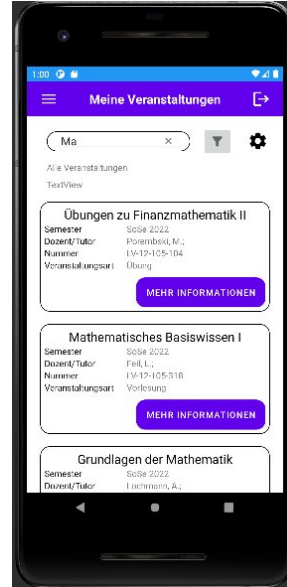 1:00
Meine Veranstaltungen
Ma ×
Alle Veranstaltungen
TextView
Übungen zu Finanzmathematik II
Semester SoSe 2022
Dozent/Tutor Porembski, M.;
Nummer LV-12-105-104
Veranstaltungsart Übung
MEHR INFORMATIONEN
Mathematisches Basiswissen I
Semester SoSe 2022
Dozent/Tutor Feil, L.;
Nummer LV-12-105-318
Veranstaltungsart Vorlesung
MEHR INFORMATIONEN
Grundlagen der Mathematik
Semester SoSe 2022
Dozent/Tutor Lochmann, A.;